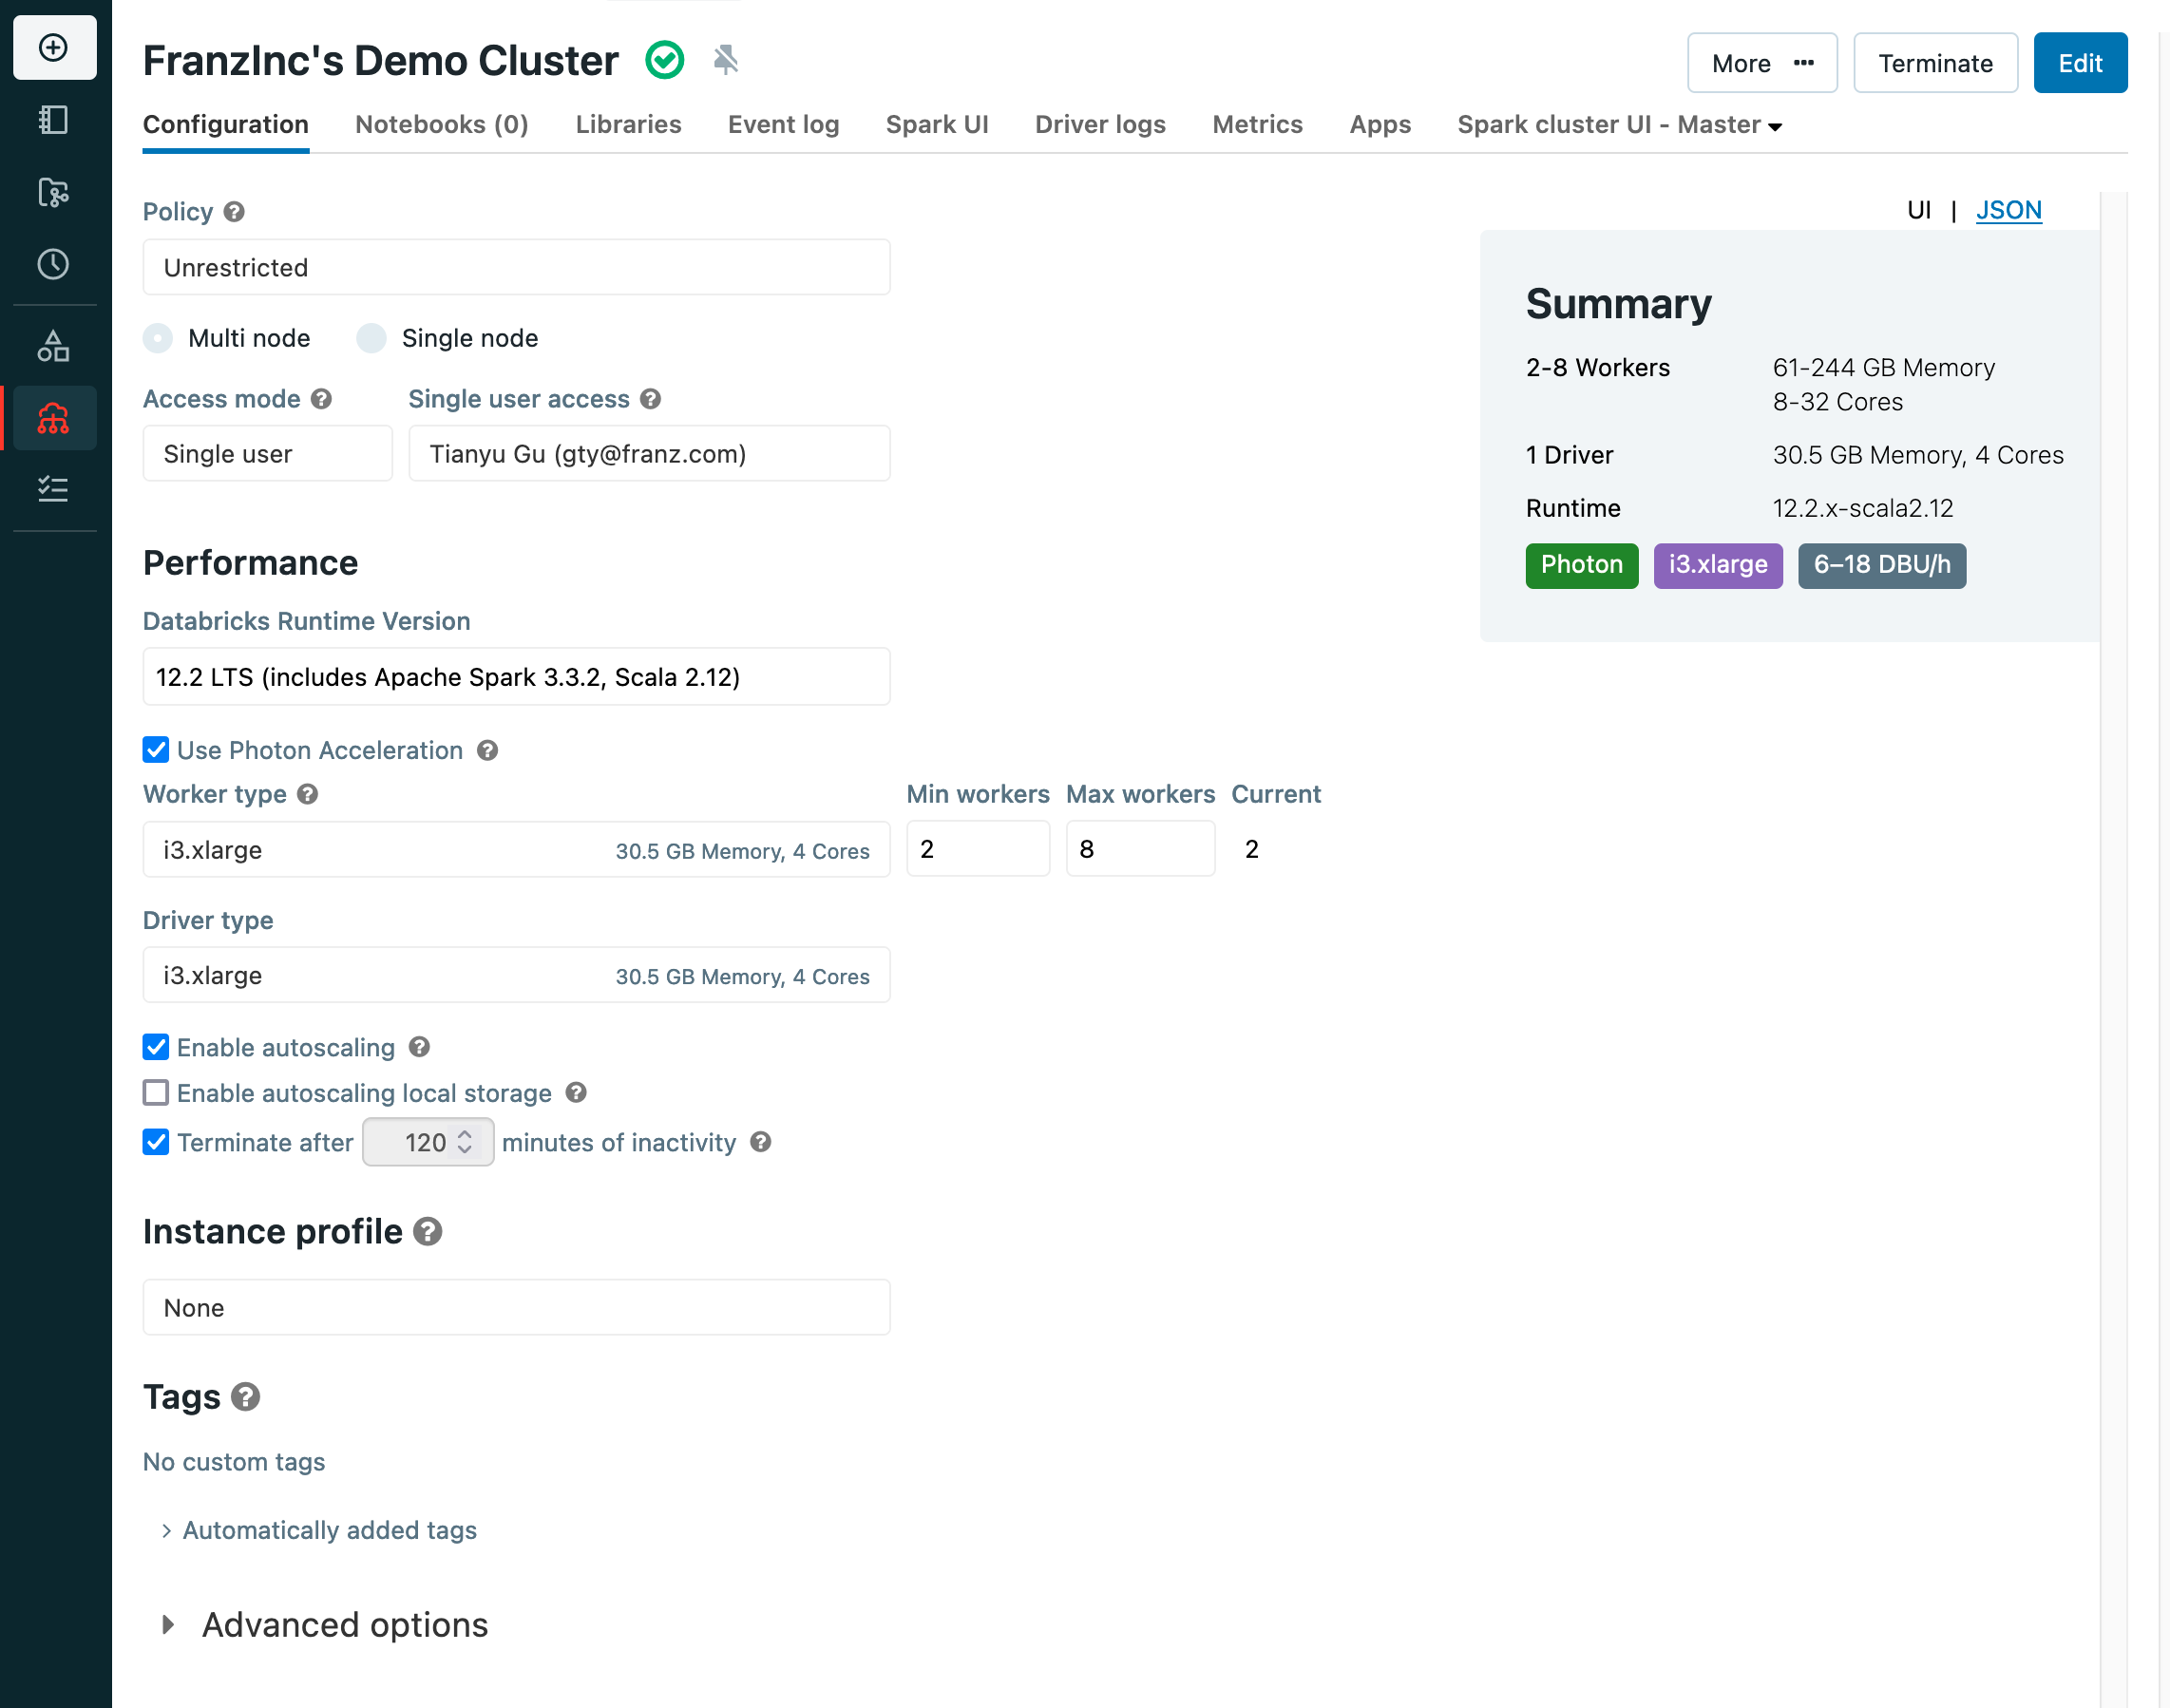 FranzInc's Demo Cluster
More ··· Terminate Edit
Configuration Notebooks (0) Libraries Event log Spark UI Driver logs Metrics Apps Spark cluster UI - Master
UI | JSON
Policy
Unrestricted
Multi node Single node
Access mode Single user access
Single user Tianyu Gu (gty@franz.com)
Performance
Databricks Runtime Version
12.2 LTS (includes Apache Spark 3.3.2, Scala 2.12)
Use Photon Acceleration
Worker type Min workers Max workers Current
i3.xlarge 30.5 GB Memory, 4 Cores 2 8 2
Driver type
i3.xlarge 30.5 GB Memory, 4 Cores
Enable autoscaling
Enable autoscaling local storage
Terminate after 120 minutes of inactivity
Instance profile
None
Tags
No custom tags
Automatically added tags
Advanced options
Summary
2-8 Workers 61-244 GB Memory
8-32 Cores
1 Driver 30.5 GB Memory, 4 Cores
Runtime 12.2.x-scala2.12
Photon i3.xlarge 6–18 DBU/h